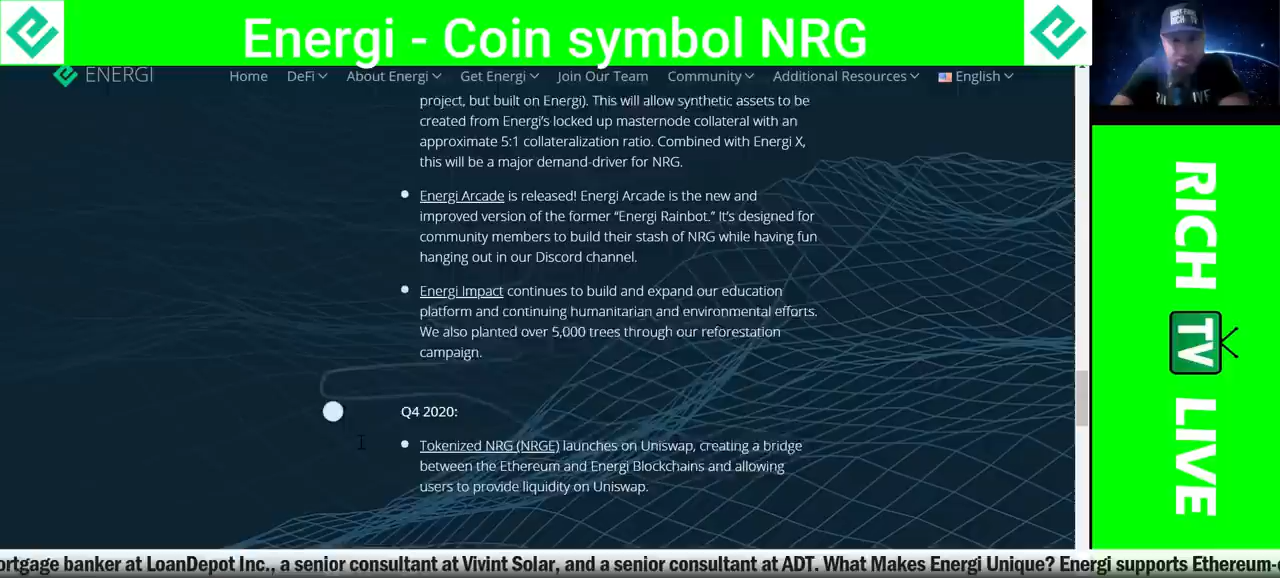 Energi - Coin symbol NRG
ENERGI
Home DeFi About Energi Get Energi Join Our Team Community Additional Resources English
project, but built on Energi). This will allow synthetic assets to be
created from Energi's locked up masternode collateral with an
approximate 5:1 collateralization ratio. Combined with Energi X,
this will be a major demand-driver for NRG.
Energi Arcade is released! Energi Arcade is the new and
improved version of the former “Energi Rainbot.” It's designed for
community members to build their stash of NRG while having fun
hanging out in our Discord channel.
Energi Impact continues to build and expand our education
platform and continuing humanitarian and environmental efforts.
We also planted over 5,000 trees through our reforestation
campaign.
Q4 2020:
Tokenized NRG (NRGE) launches on Uniswap, creating a bridge
between the Ethereum and Energi Blockchains and allowing
users to provide liquidity on Uniswap.
RICH
TV
LIVE
ortgage banker at LoanDepot Inc., a senior consultant at Vivint Solar, and a senior consultant at ADT. What Makes Energi Unique? Energi supports Ethereum-